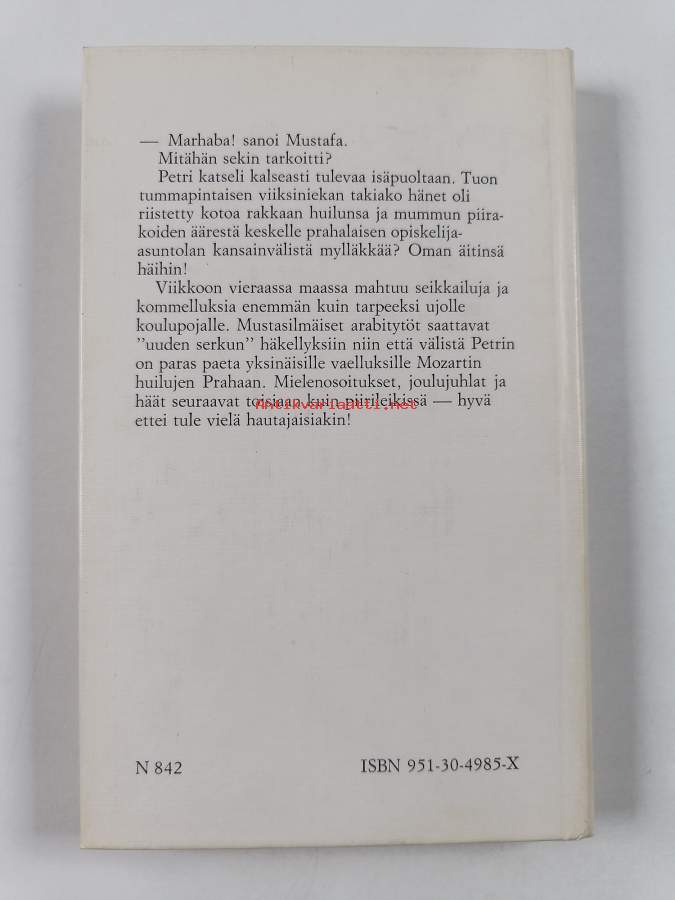 — Marhaba! sanoi Mustafa.
Mitähän sekin tarkoitti?
Petri katseli kalseasti tulevaa isäpuoltaan. Tuon
tummapintaisen viiksiniekan takiako hänet oli
riistetty kotoa rakkaan huilunsa ja mummun piira-
koiden äärestä keskelle prahalaisen opiskelija-
asuntolan kansainvälistä mylläkkää? Oman äitinsä
häihin!
Viikkoon vieraassa maassa mahtuu seikkailuja ja
kommelluksia enemmän kuin tarpeeksi ujolle
koulupojalle. Mustasilmäiset arabitytöt saattavat
”uuden serkun” häkellyksiin niin että välistä Petrin
on paras paeta yksinäisille vaelluksille Mozartin
huilujen Prahaan. Mielenosoitukset, joulujuhlat ja
häät seuraavat toisiaan kuin piirileikissä — hyvä
Antikvariaatti.net
ettei tule vielä hautajaisiakin!
N 842
ISBN 951-30-4985-X